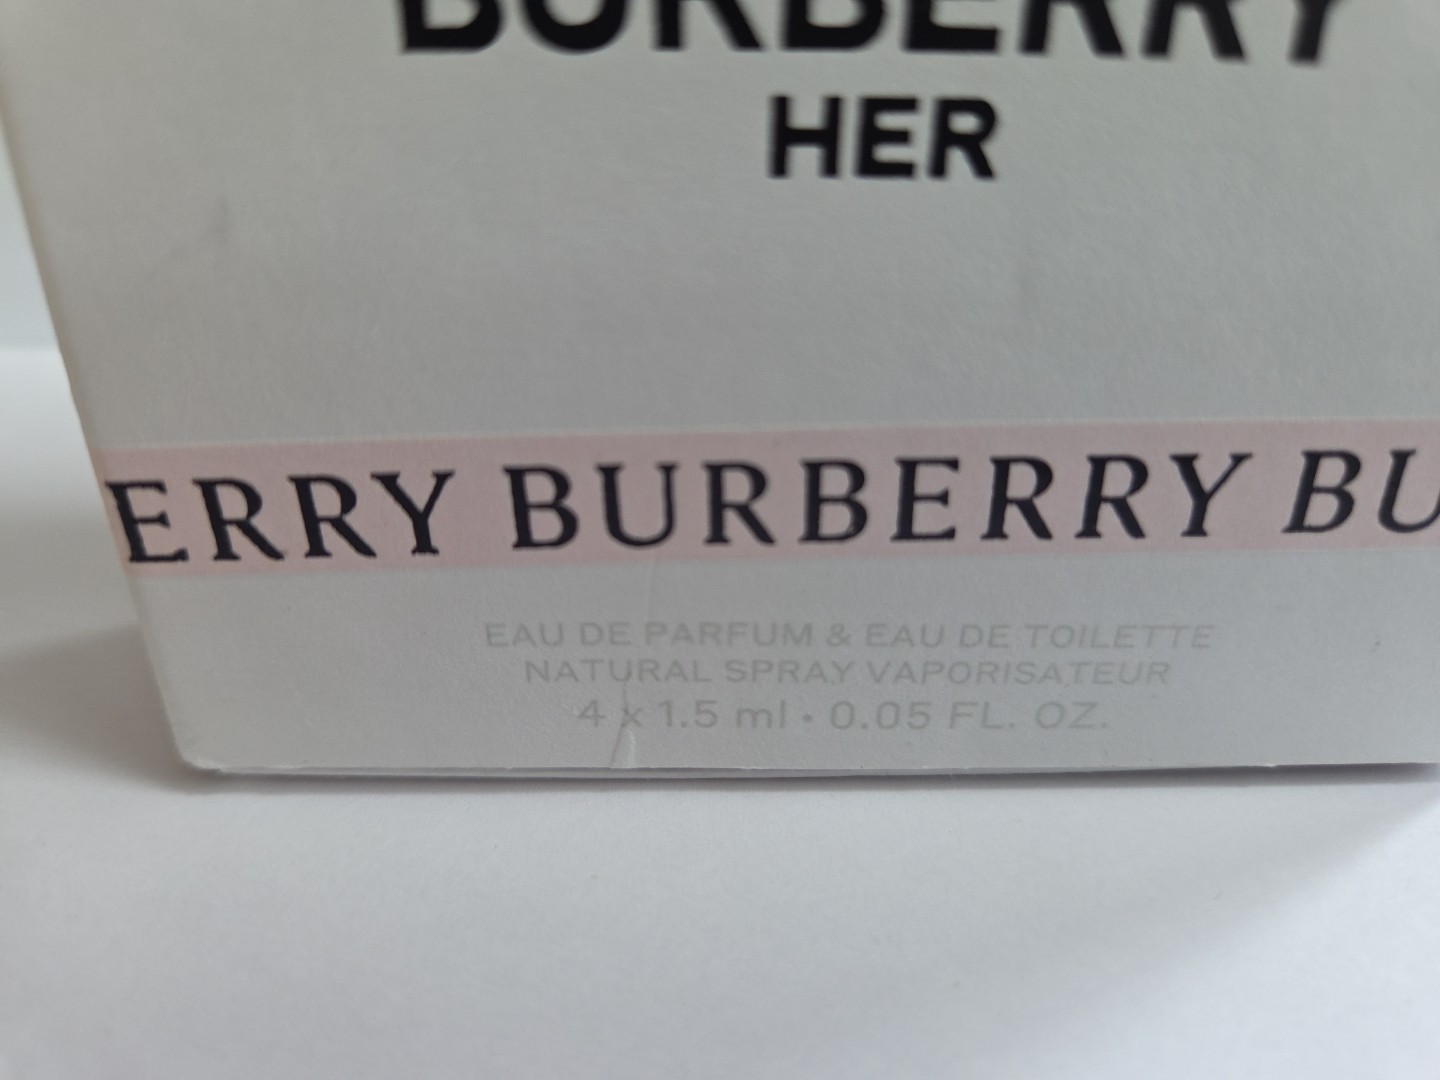 BURBERRY
HER
ERRY BURBERRY BU
EAU DE PARFUM & EAU DE TOILETTE
NATURAL SPRAY VAPORISATEUR
4 x 1.5 ml • 0.05 FL. OZ.